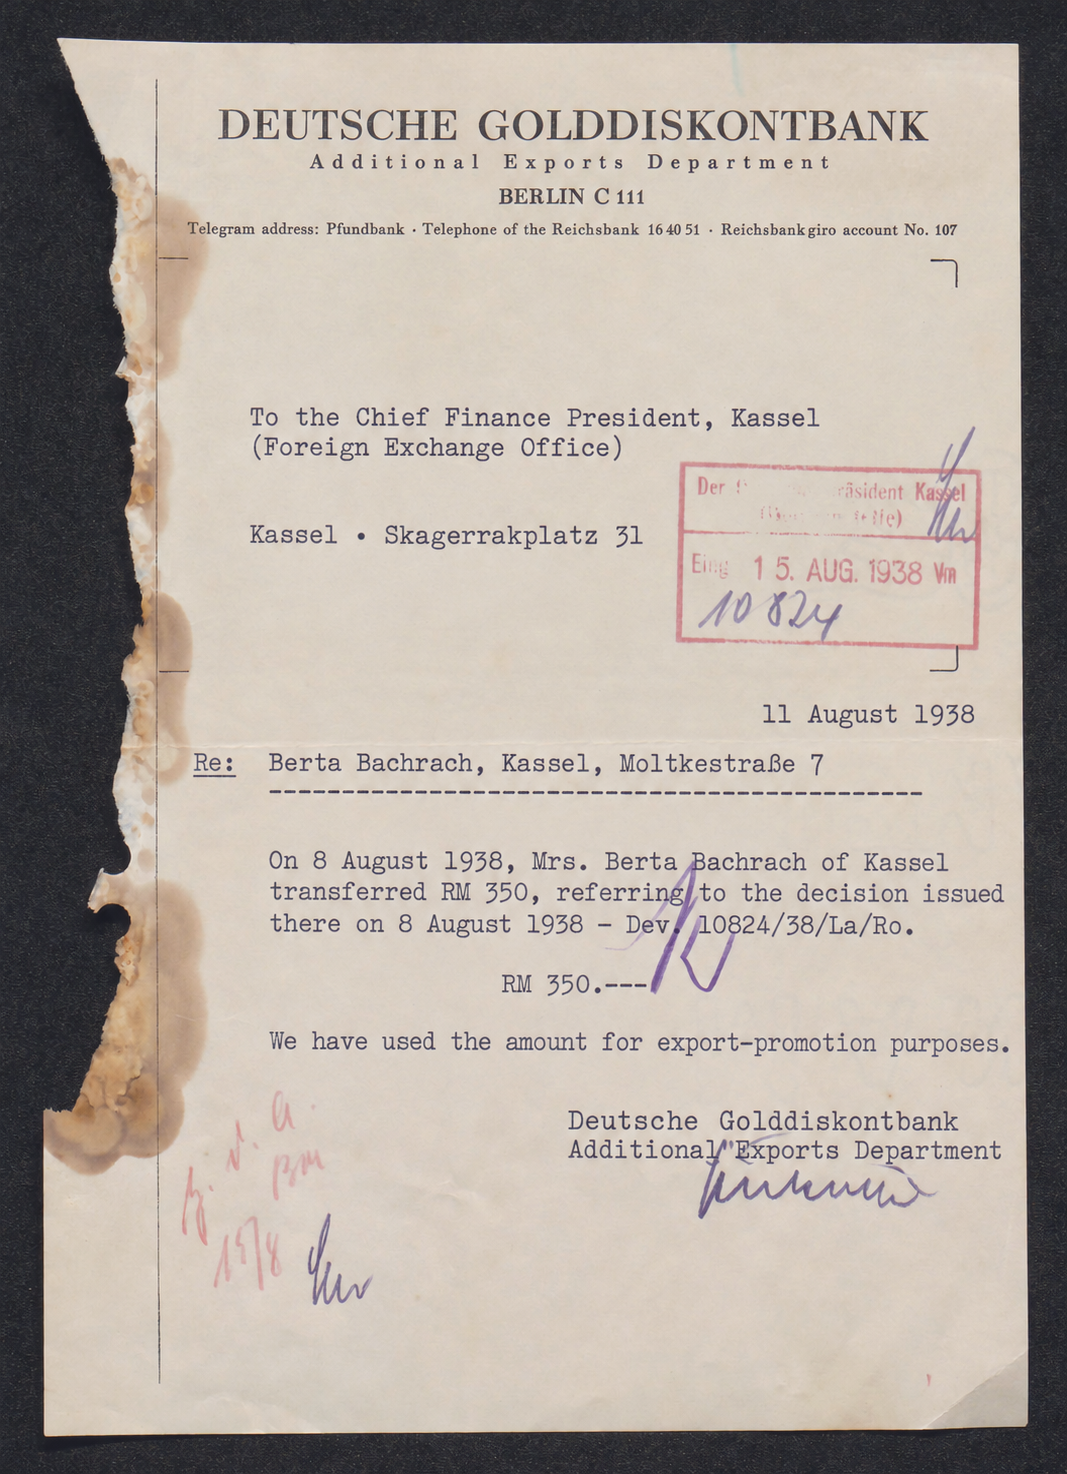 DEUTSCHE GOLDDISKONTBANK
Additional Exports Department
BERLIN C 111
Telegram address: Pfundbank · Telephone of the Reichsbank 16 40 51 · Reichsbankgiro account No. 107
To the Chief Finance President, Kassel
(Foreign Exchange Office)
Der präsident Kassel
Kassel • Skagerrakplatz 31
Eing 15. AUG. 1938 Vm
10824
11 August 1938
Re: Berta Bachrach, Kassel, Moltkestraße 7
On 8 August 1938, Mrs. Berta Bachrach of Kassel
transferred RM 350, referring to the decision issued
there on 8 August 1938 – Dev. 10824/38/La/Ro.
RM 350.---
We have used the amount for export-promotion purposes.
Deutsche Golddiskontbank
Additional "Exports Department
z. d. A.
15/8